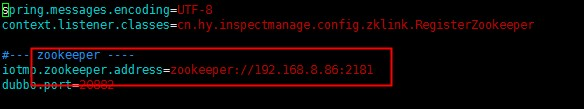 spring.messages.encoding=UTF-8
context.listener.classes=cn.hy.inspectmanage.config.zklink.RegisterZookeeper
#--- zookeeper ----
iotmp.zookeeper.address=zookeeper://192.168.8.86:2181
dubbo.port=20882